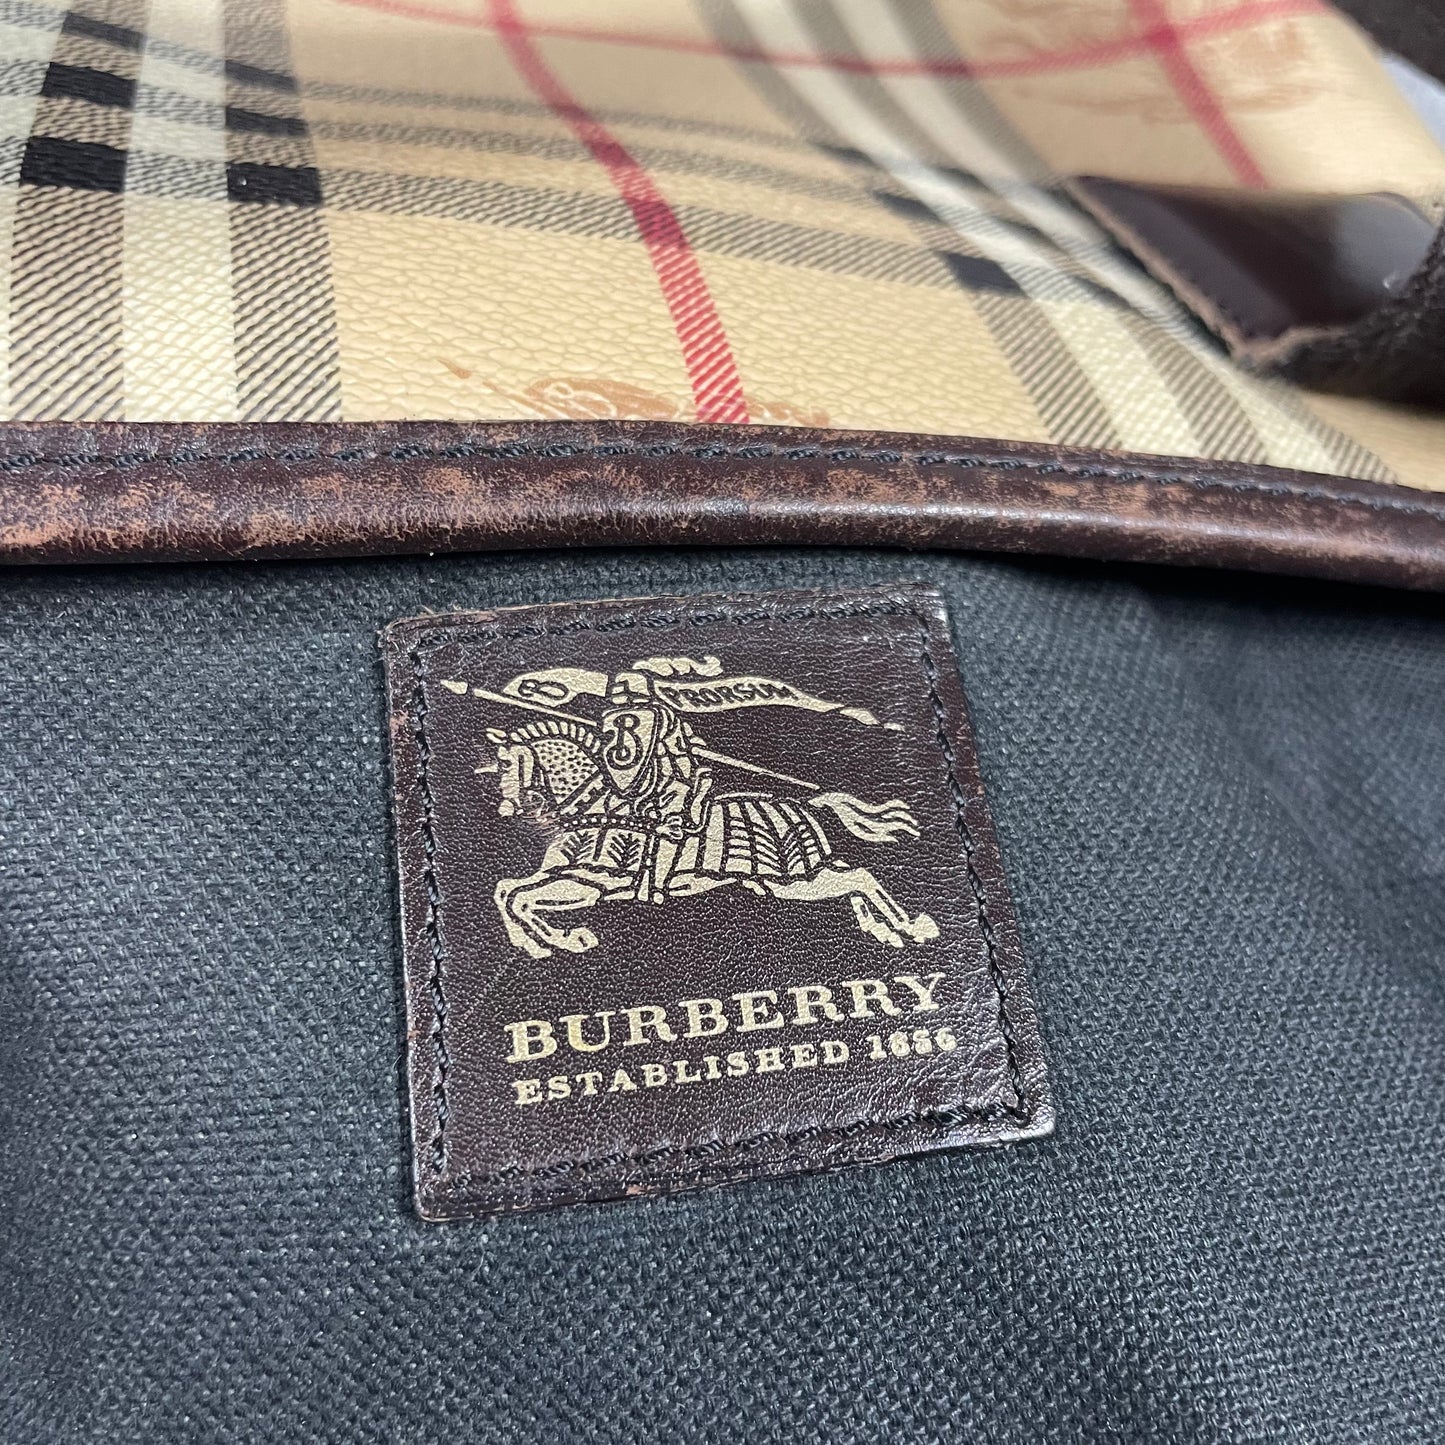 PRORSUM
B
BURBERRY
ESTABLISHED 1856